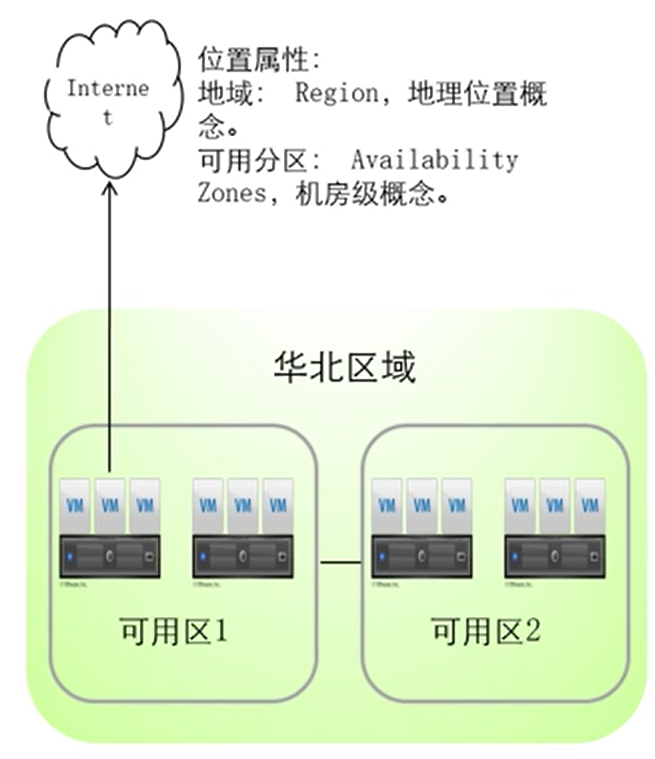 Interne
t
位置属性：
地域： Region，地理位置概
念。
可用分区： Availability
Zones，机房级概念。
华北区域
VM VM VM VM VM VM VM VM VM VM VM VM
可用区1 可用区2